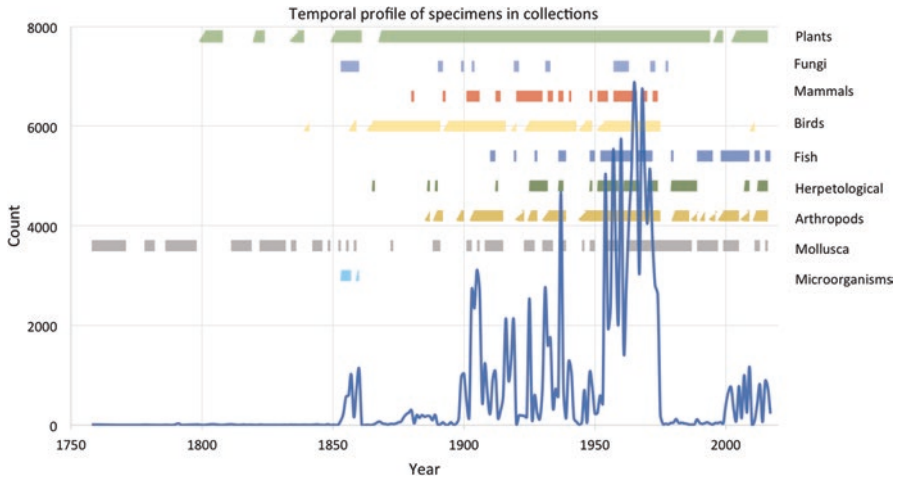 Temporal profile of specimens in collections
8000
6000
4000
2000
0
Count
1750
1800
1850
1900
1950
2000
Year
Plants
Fungi
Mammals
Birds
Fish
Herpetological
Arthropods
Mollusca
Microorganisms